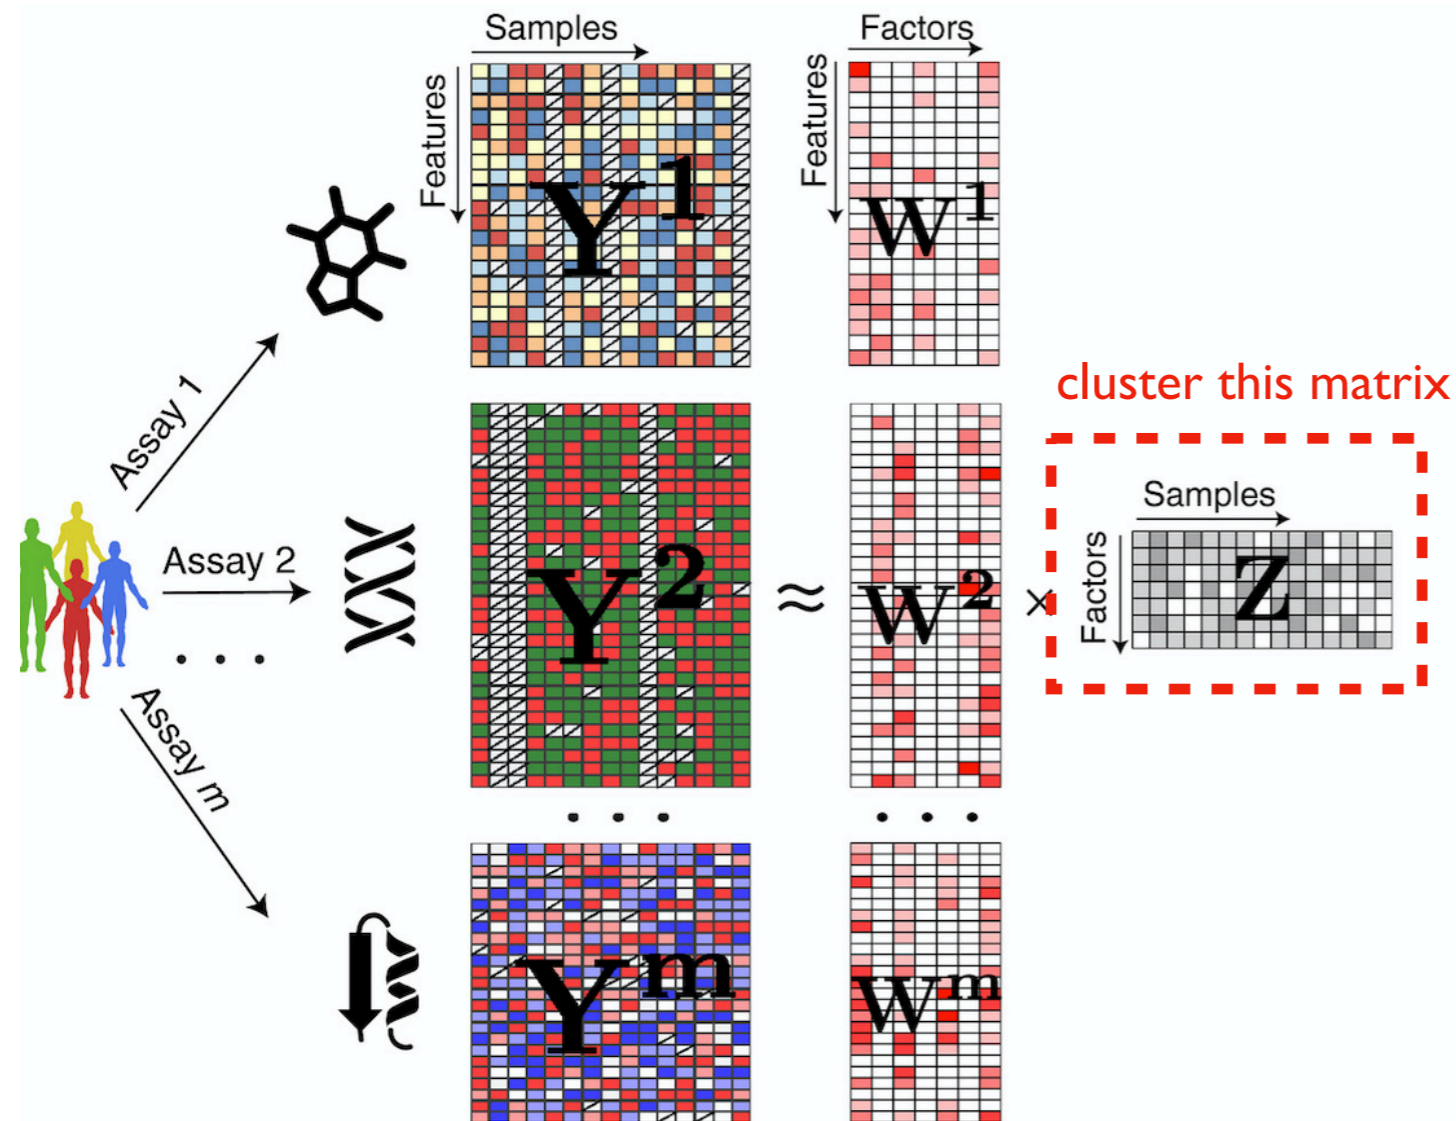 Samples
Features
Y¹
Factors
Features
W¹
cluster this matrix
Assay 1
Assay 2
. . .
Assay m
Y²
≈
W²
×
Samples
Factors
Z
. . .
. . .
Yᵐ
Wᵐ